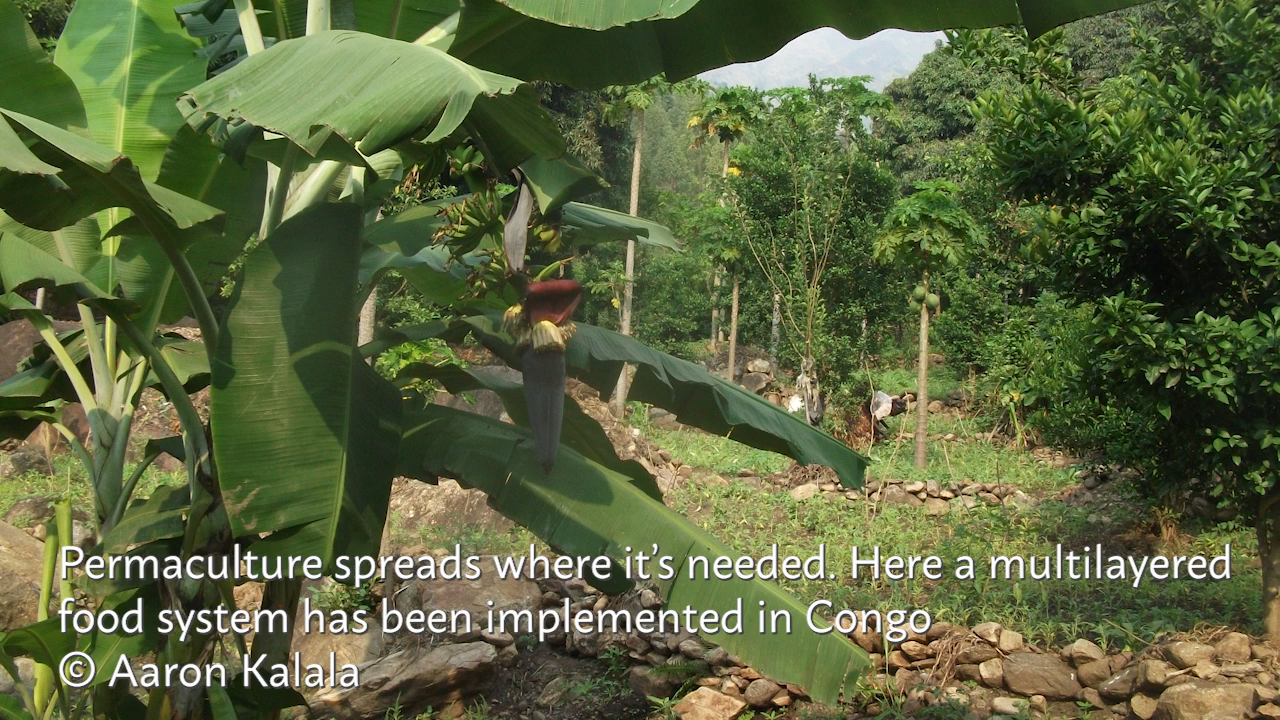 Permaculture spreads where it’s needed. Here a multilayered
food system has been implemented in Congo
© Aaron Kalala